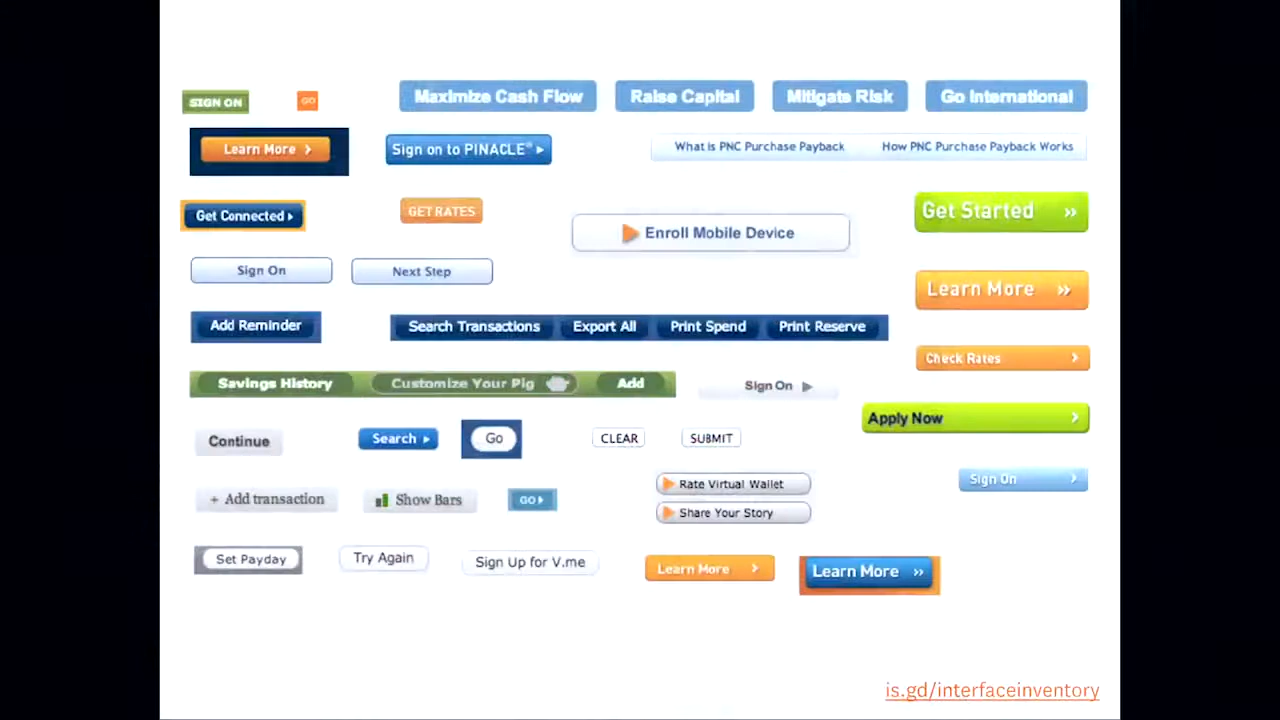 SIGN ON
GO
Maximize Cash Flow
Raise Capital
Mitigate Risk
Go International
Learn More
Sign on to PINACLE®
What is PNC Purchase Payback
How PNC Purchase Payback Works
Get Connected
GET RATES
Enroll Mobile Device
Get Started
Sign On
Next Step
Learn More
Add Reminder
Search Transactions
Export All
Print Spend
Print Reserve
Check Rates
Savings History
Customize Your Pig
Add
Sign On
Apply Now
Continue
Search
Go
CLEAR
SUBMIT
Rate Virtual Wallet
Sign On
+ Add transaction
Show Bars
GO
Share Your Story
Set Payday
Try Again
Sign Up for V.me
Learn More
Learn More
is.gd/interfaceinventory